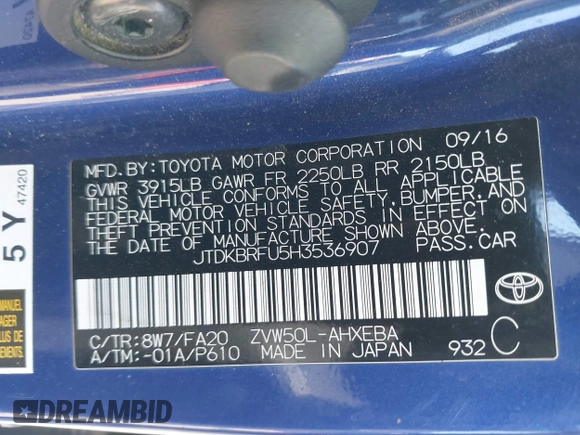 09/16
MFD. BY: TOYOTA MOTOR CORPORATION
GVWR 3915LB GAWR FR 2250LB RR 2150LB
THIS VEHICLE CONFORMS TO ALL APPLICABLE
FEDERAL MOTOR VEHICLE SAFETY, BUMPER, AND
THEFT PREVENTION STANDARDS IN EFFECT ON
THE DATE OF MANUFACTURE SHOWN ABOVE.
JTDKBRFU5H3536907 PASS. CAR
C/TR: 8W7/FA20 ZVW50L-AHXEBA
A/TM: -01A/P610 MADE IN JAPAN 932 C
TOYOTA
5 Y
47420
DREAMBID